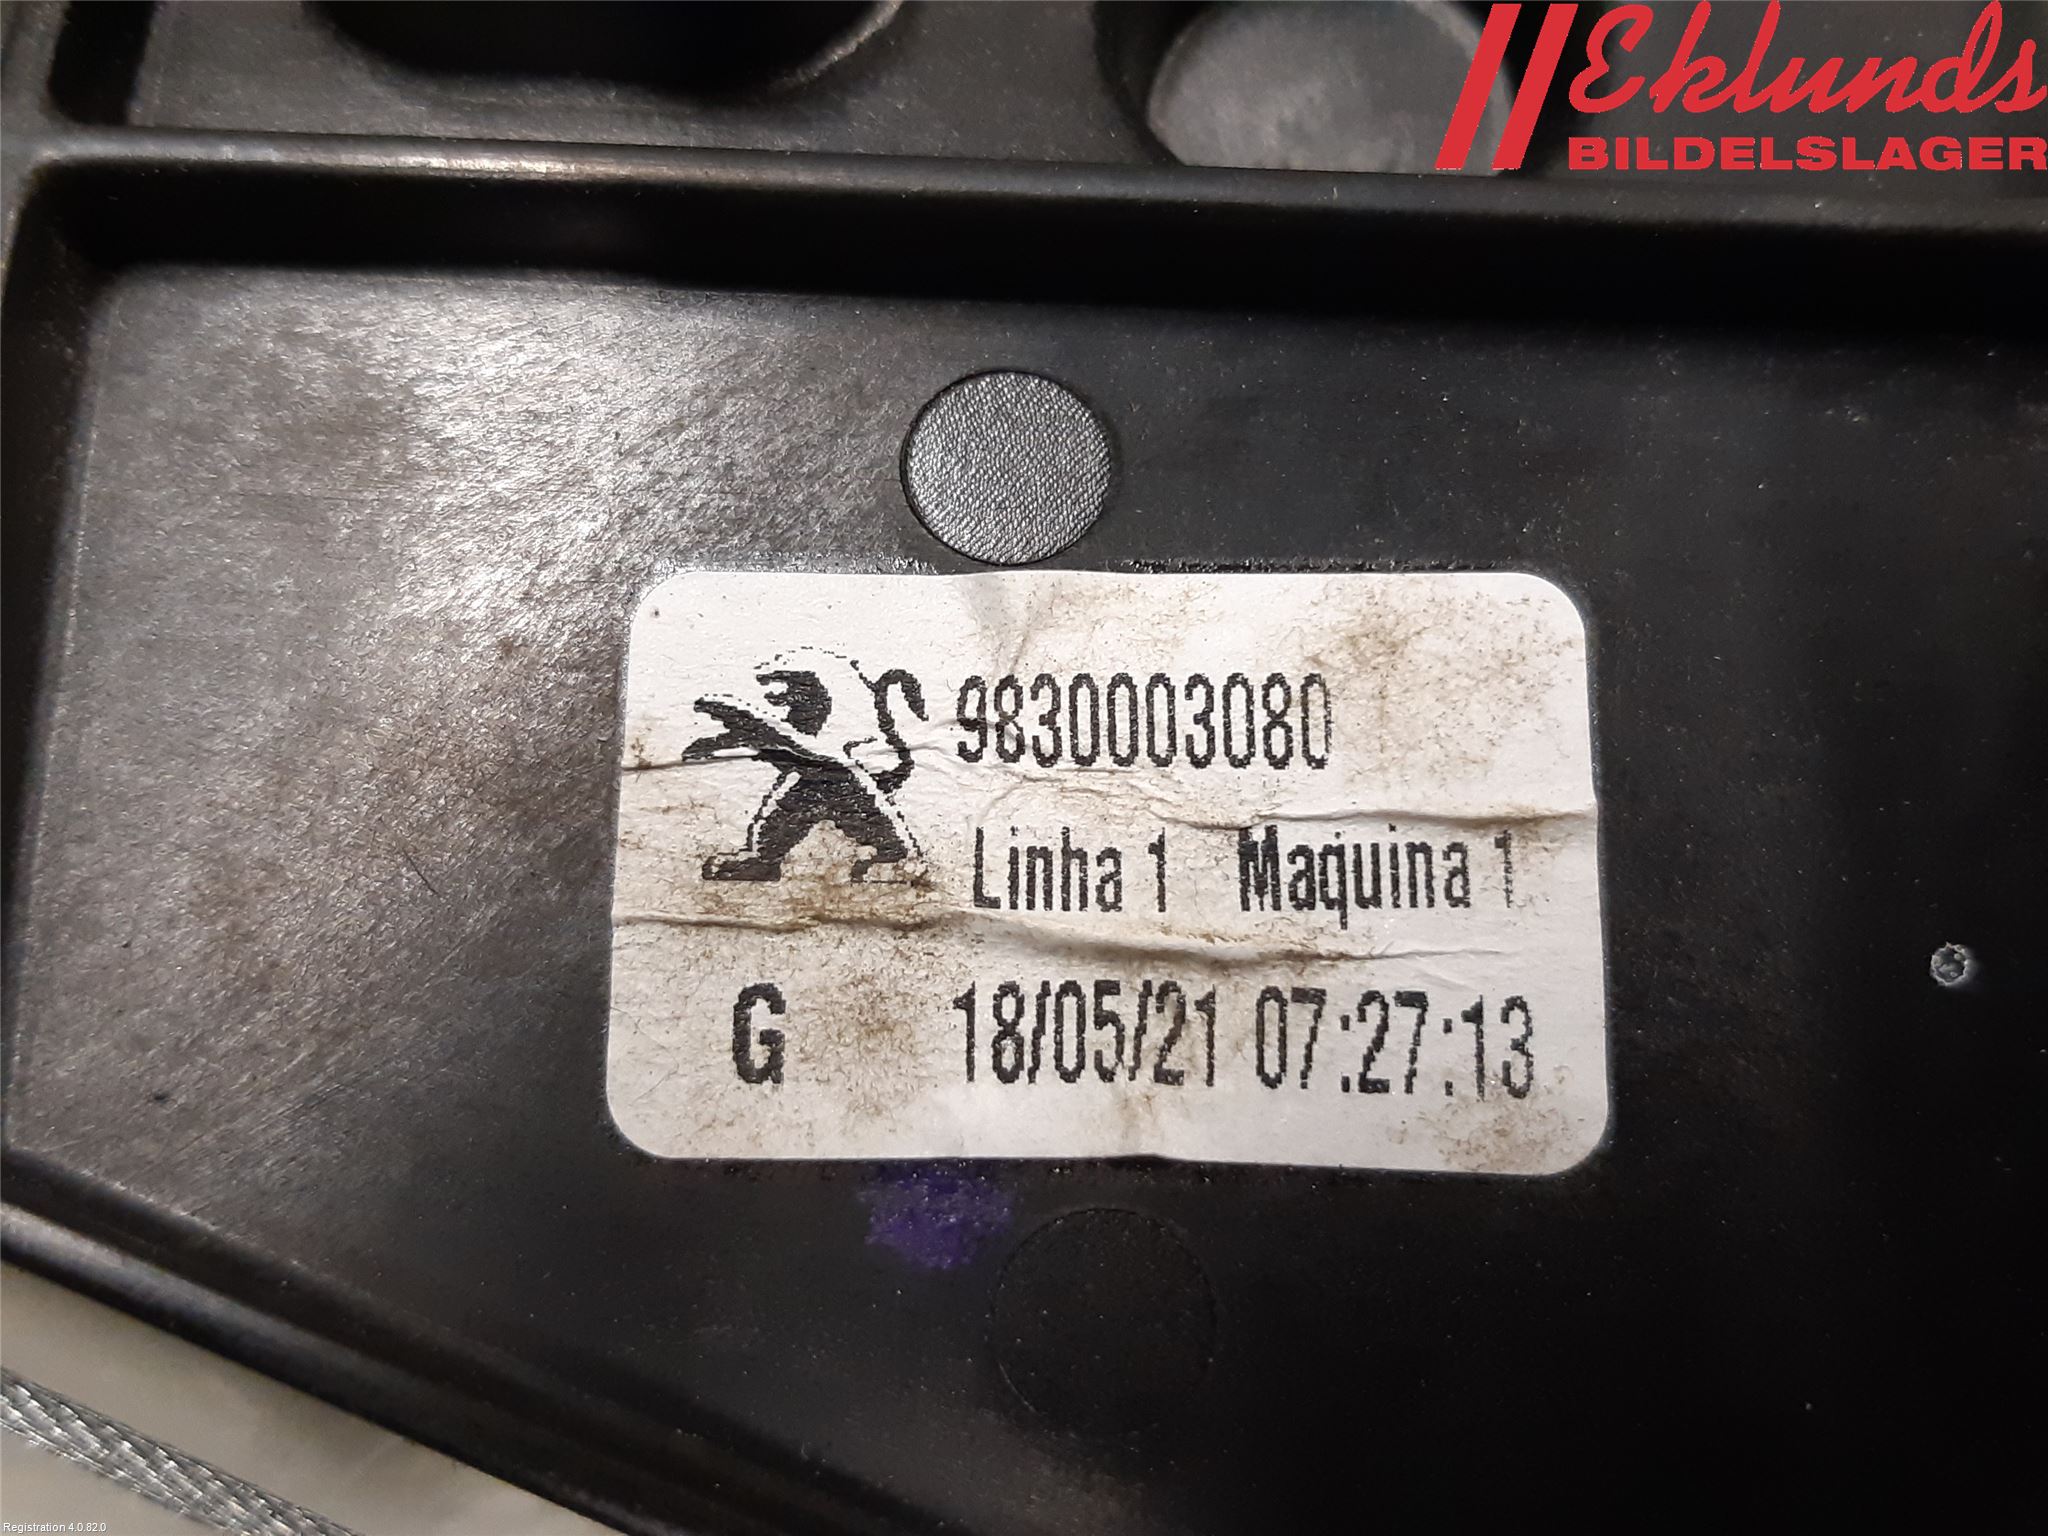 Eklunds
BILDELSLAGER
9830003080
Linha 1 Maquina 1
G 18/05/21 07:27:13
Registration 4.0.82.0